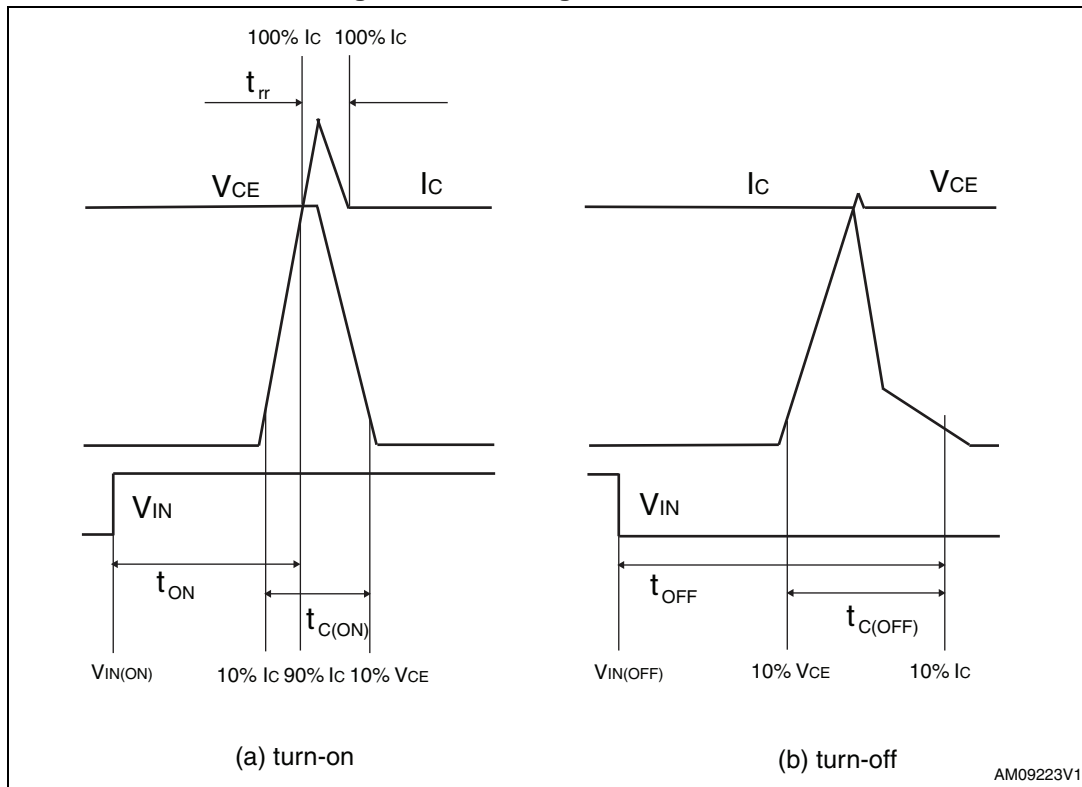 100% IC 100% IC
trr
VCE IC
VIN
tON
tC(ON)
VIN(ON) 10% IC 90% IC 10% VCE
(a) turn-on
IC VCE
VIN
tOFF
tC(OFF)
VIN(OFF) 10% VCE 10% IC
(b) turn-off
AM09223V1